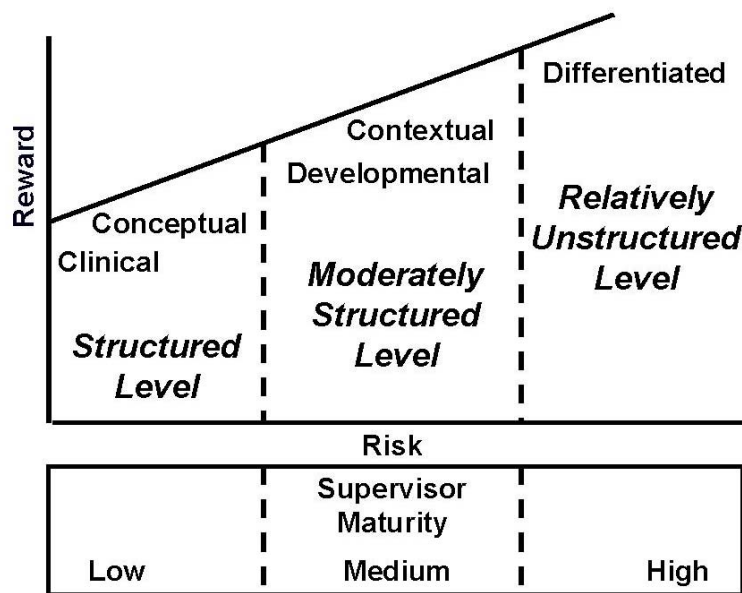 Reward
Differentiated
Contextual
Developmental
Conceptual
Clinical
Relatively
Unstructured
Level
Moderately
Structured
Level
Structured
Level
Risk
Supervisor
Maturity
Low
Medium
High